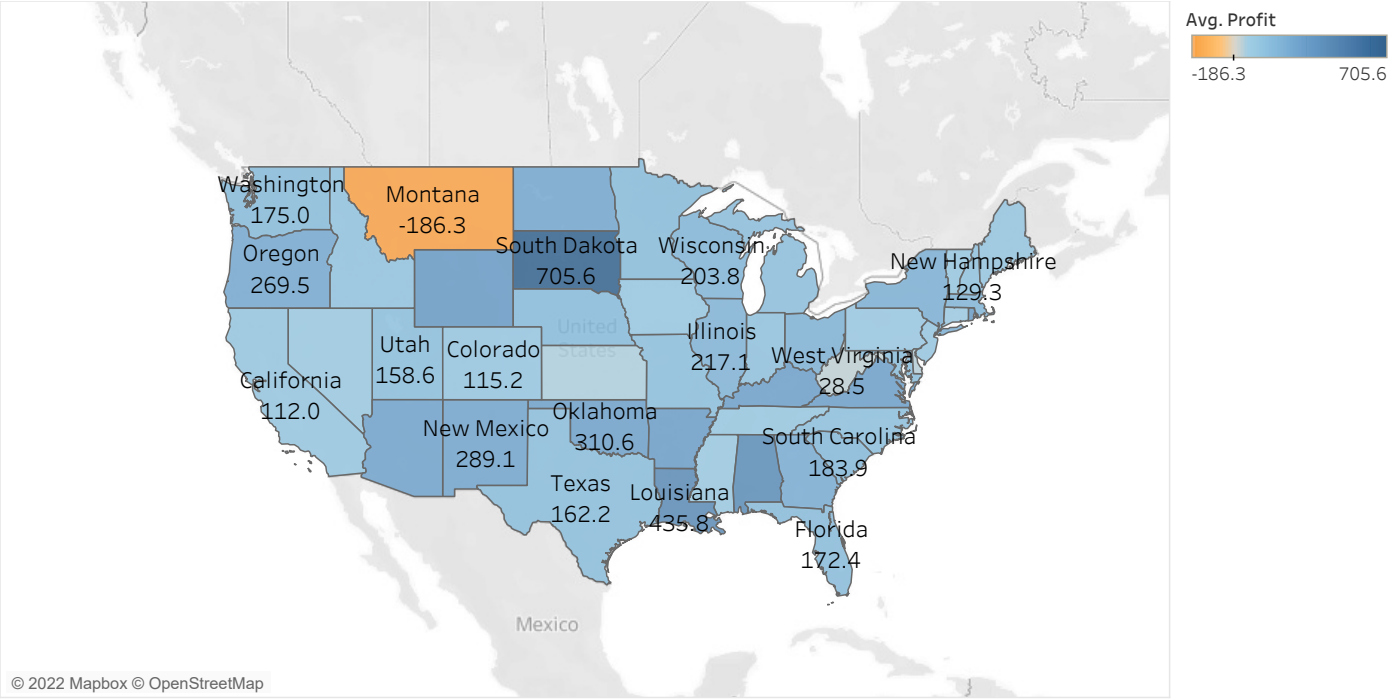 Avg. Profit
-186.3 705.6
Washington
175.0
Montana
-186.3
Oregon
269.5
South Dakota
705.6
Wisconsin
203.8
New Hampshire
129.3
United
States
Illinois
217.1
Utah
158.6
Colorado
115.2
West Virginia
28.5
California
112.0
Oklahoma
310.6
New Mexico
289.1
South Carolina
183.9
Texas
162.2
Louisiana
435.8
Florida
172.4
Mexico
© 2022 Mapbox © OpenStreetMap